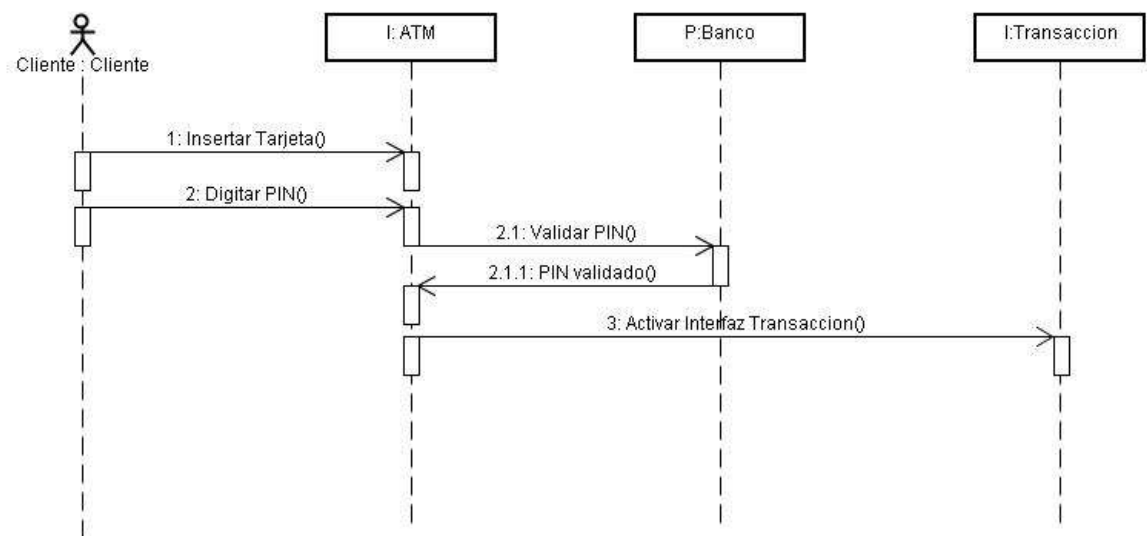 I: ATM
P:Banco
I:Transaccion
Cliente : Cliente
1: Insertar Tarjeta()
2: Digitar PIN()
2.1: Validar PIN()
2.1.1: PIN validado()
3: Activar Interfaz Transaccion()